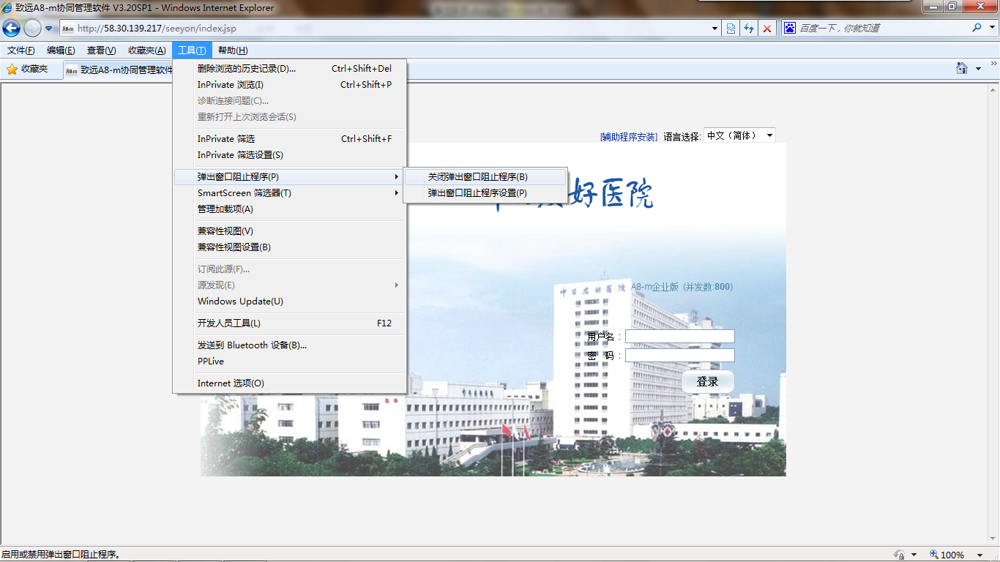 致远A8-m协同管理软件 V3.20SP1 - Windows Internet Explorer
http://58.30.139.217/seeyon/index.jsp
百度一下，你就知道
文件(F) 编辑(E) 查看(V) 收藏夹(A) 工具(T) 帮助(H)
收藏夹
致远A8-m协同管理软件
删除浏览的历史记录(D)... Ctrl+Shift+Del
InPrivate 浏览(I) Ctrl+Shift+P
诊断连接问题(C)...
重新打开上次浏览会话(S)
InPrivate 筛选 Ctrl+Shift+F
InPrivate 筛选设置(S)
弹出窗口阻止程序(P)
SmartScreen 筛选器(T)
管理加载项(A)
兼容性视图(V)
兼容性视图设置(B)
订阅此源(F)...
源发现(E)
Windows Update(U)
开发人员工具(L) F12
发送到 Bluetooth 设备(B)...
PPLive
Internet 选项(O)
关闭弹出窗口阻止程序(B)
弹出窗口阻止程序设置(P)
[辅助程序安装] 语言选择: 中文（简体）
好医院
中日友好医院
A8-m企业版 (并发数:800)
用户名：
密 码：
登录
启用或禁用弹出窗口阻止程序。
100%